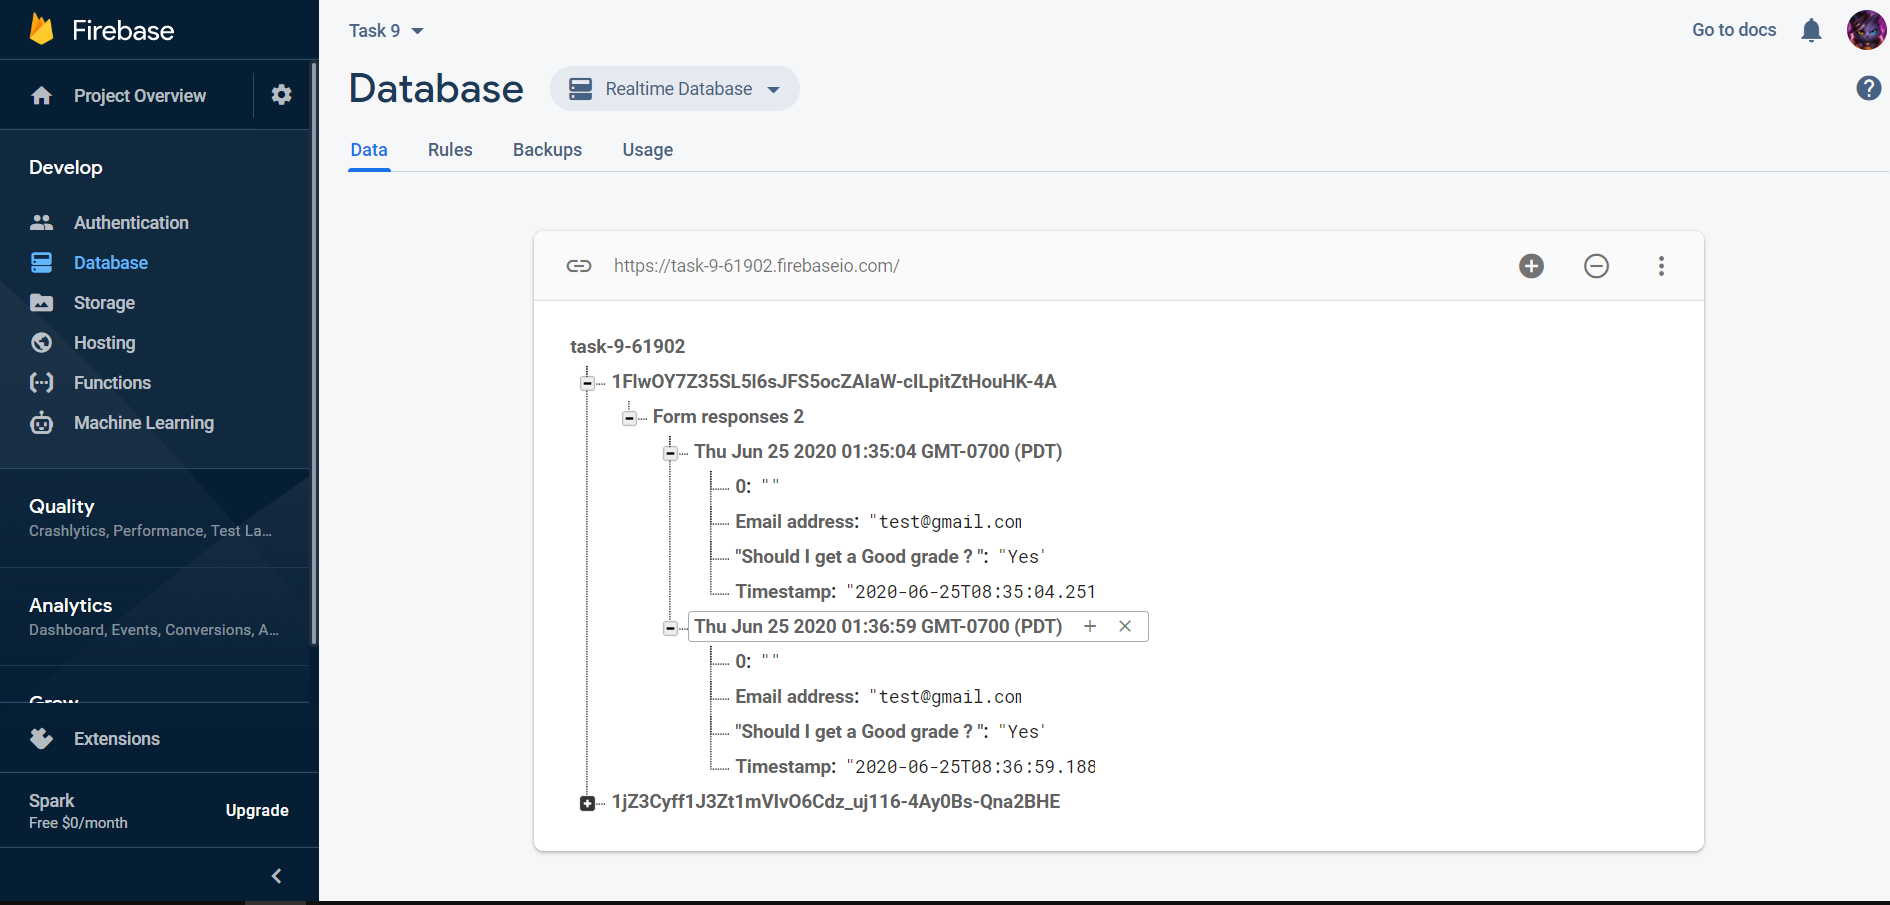 Firebase
Project Overview
Develop
Authentication
Database
Storage
Hosting
Functions
Machine Learning
Quality
Crashlytics, Performance, Test La...
Analytics
Dashboard, Events, Conversions, A...
Grow
Extensions
Spark
Free $0/month
Upgrade
Task 9
Go to docs
Database
Realtime Database
Data
Rules
Backups
Usage
https://task-9-61902.firebaseio.com/
task-9-61902
1FlwOY7Z35SL5I6sJFS5ocZAIaW-cILpitZtHouHK-4A
Form responses 2
Thu Jun 25 2020 01:35:04 GMT-0700 (PDT)
0: ""
Email address: "test@gmail.com
"Should I get a Good grade ? ": "Yes"
Timestamp: "2020-06-25T08:35:04.251
Thu Jun 25 2020 01:36:59 GMT-0700 (PDT)
0: ""
Email address: "test@gmail.com
"Should I get a Good grade ? ": "Yes"
Timestamp: "2020-06-25T08:36:59.188
1jZ3Cyff1J3Zt1mVIvO6Cdz_uj116-4Ay0Bs-Qna2BHE